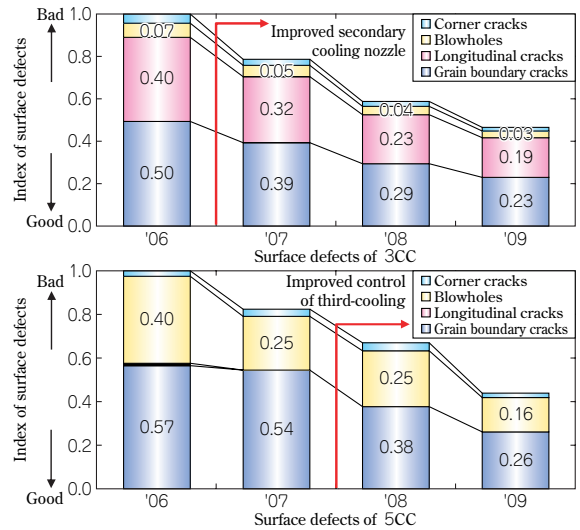 Bad
Good
Index of surface defects
1.0
0.8
0.6
0.4
0.2
0.0
Improved secondary
cooling nozzle
Corner cracks
Blowholes
Longitudinal cracks
Grain boundary cracks
0.07
0.40
0.50
0.05
0.32
0.39
0.04
0.23
0.29
0.03
0.19
0.23
'06 '07 '08 '09
Surface defects of 3CC
Bad
Good
Index of surface defects
1.0
0.8
0.6
0.4
0.2
0.0
Improved control
of third-cooling
Corner cracks
Blowholes
Longitudinal cracks
Grain boundary cracks
0.40
0.57
0.25
0.54
0.25
0.38
0.16
0.26
'06 '07 '08 '09
Surface defects of 5CC